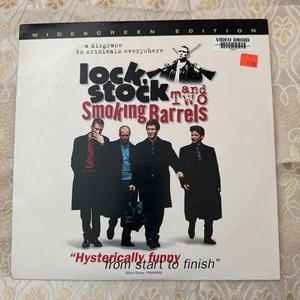 WIDESCREEN EDITION
VIDEO DROID
a disgrace
to criminals everywhere
lock,
stock and
TWO
Smoking Barrels
"Hysterically funny
from start to finish"